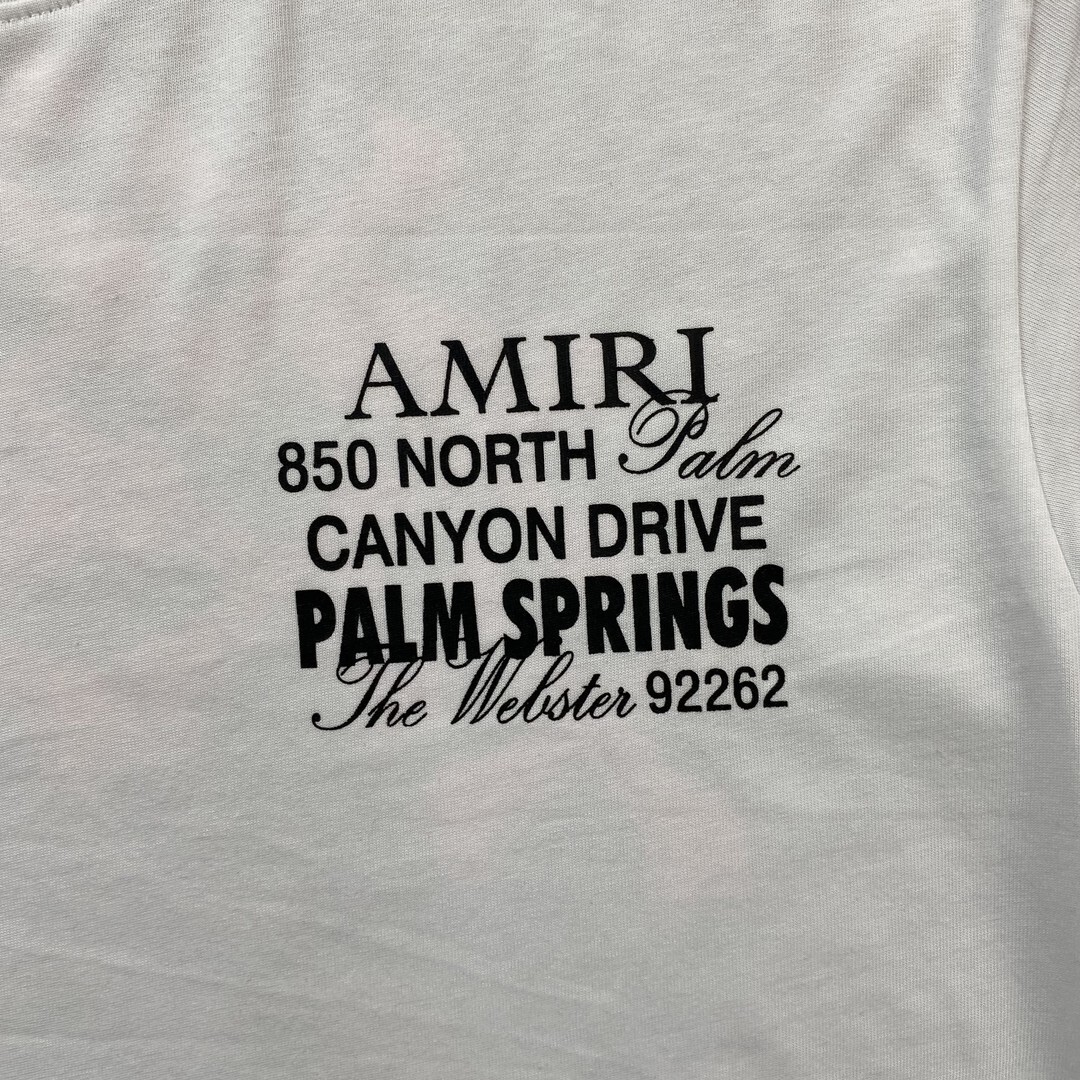 AMIRI
850 NORTH Palm
CANYON DRIVE
PALM SPRINGS
The Webster 92262